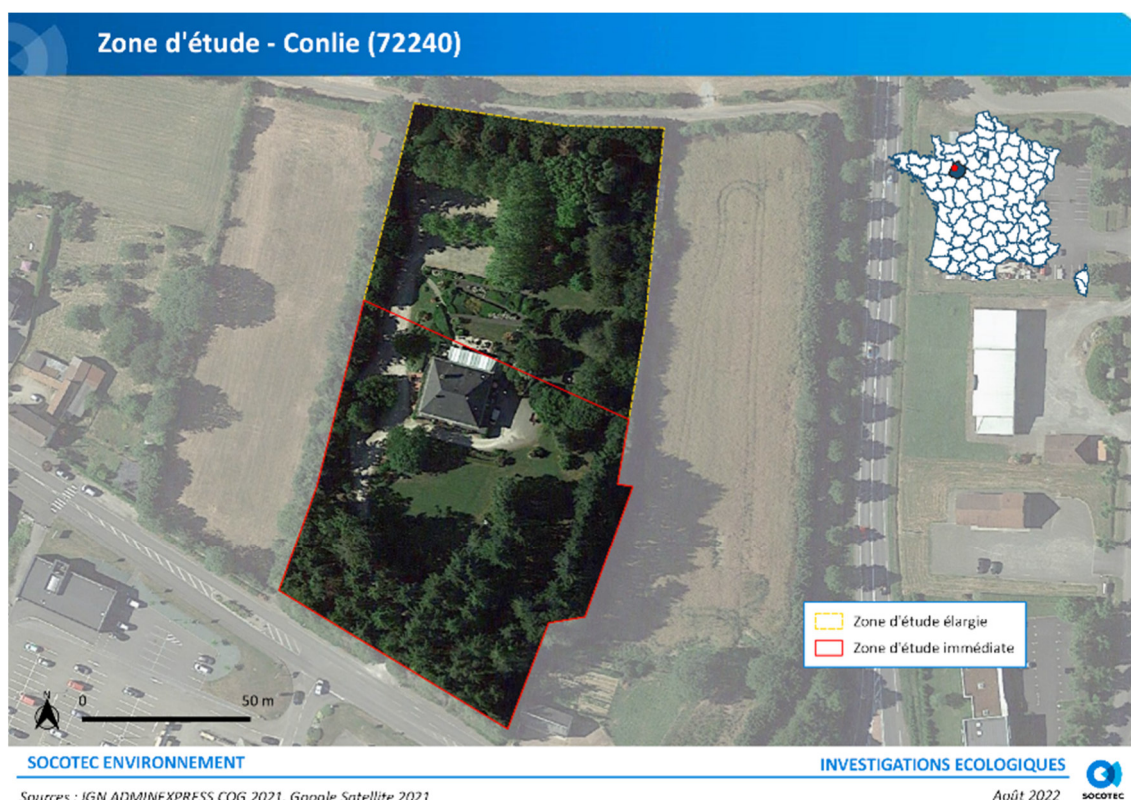 Zone d'étude - Conlie (72240)
Zone d'étude élargie
Zone d'étude immédiate
N
0 50 m
SOCOTEC ENVIRONNEMENT
INVESTIGATIONS ECOLOGIQUES
Sources : IGN ADMINEXPRESS COG 2021, Google Satellite 2021
Août 2022
SOCOTEC